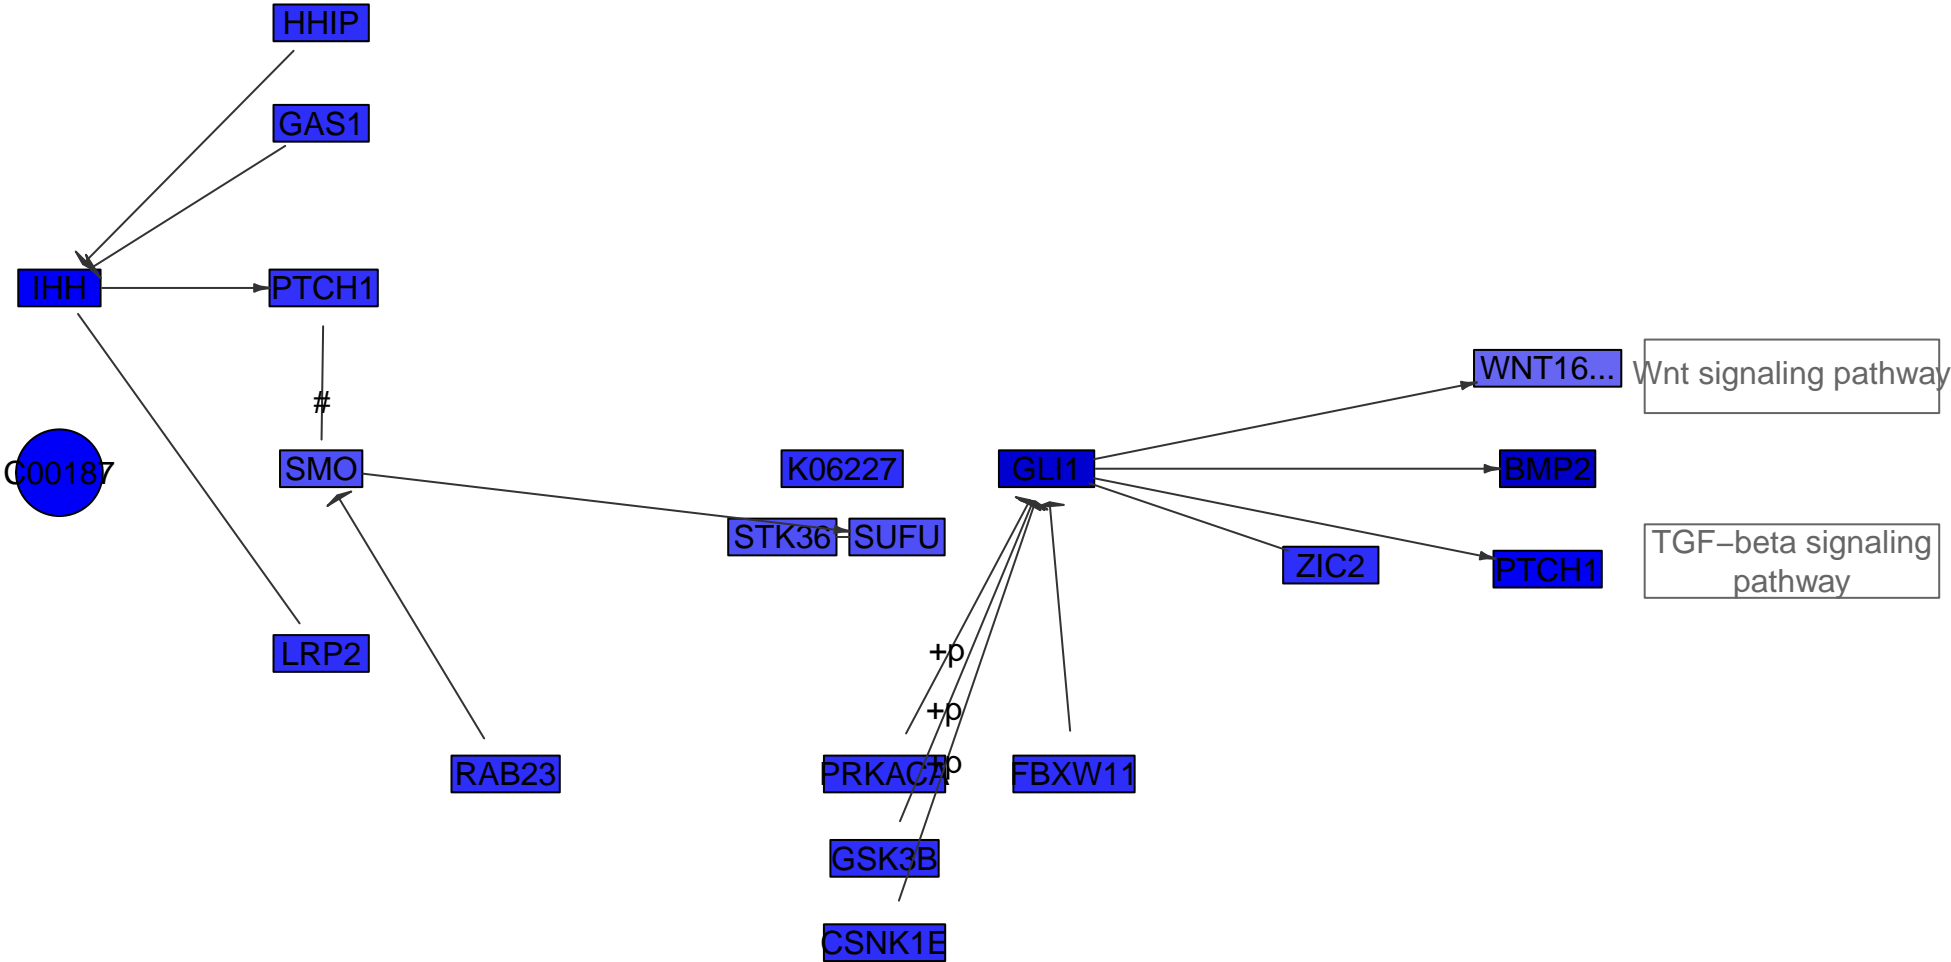 HHIP
GAS1
IHH
PTCH1
WNT16...
Wnt signaling pathway
#
C00187
SMO
K06227
GLI1
BMP2
STK36
SUFU
ZIC2
PTCH1
TGF−beta signaling
pathway
LRP2
+p
+p
+p
RAB23
PRKACA
FBXW11
GSK3B
CSNK1E